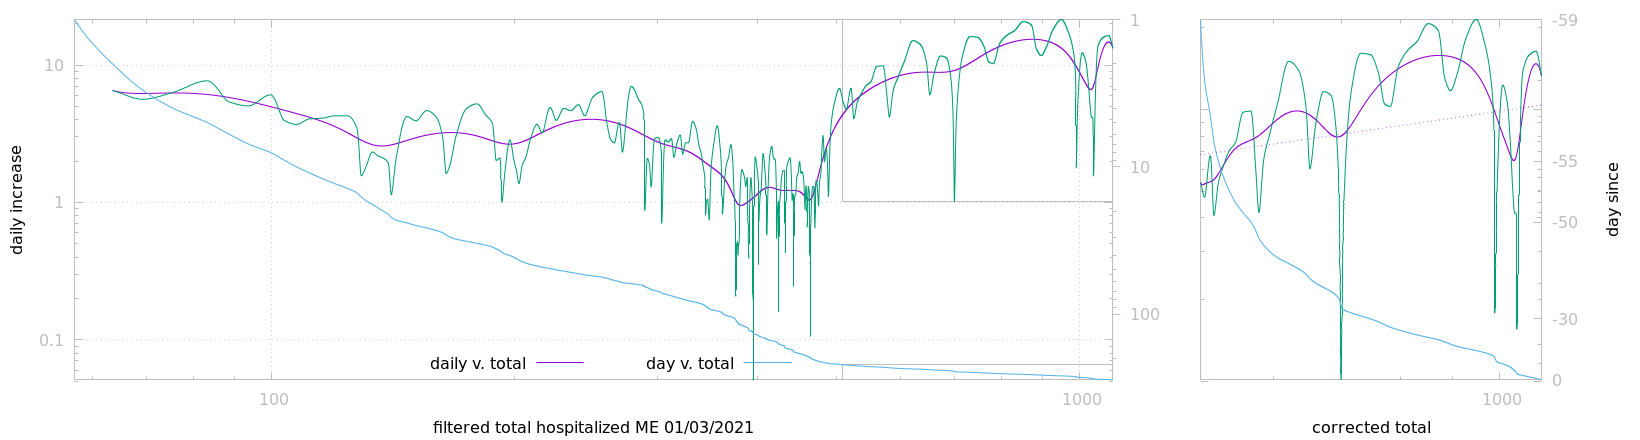 1
-59
10
daily increase
10
-55
day since
1
-50
100
-30
0.1
daily v. total
day v. total
0
100
1000
1000
filtered total hospitalized ME 01/03/2021
corrected total